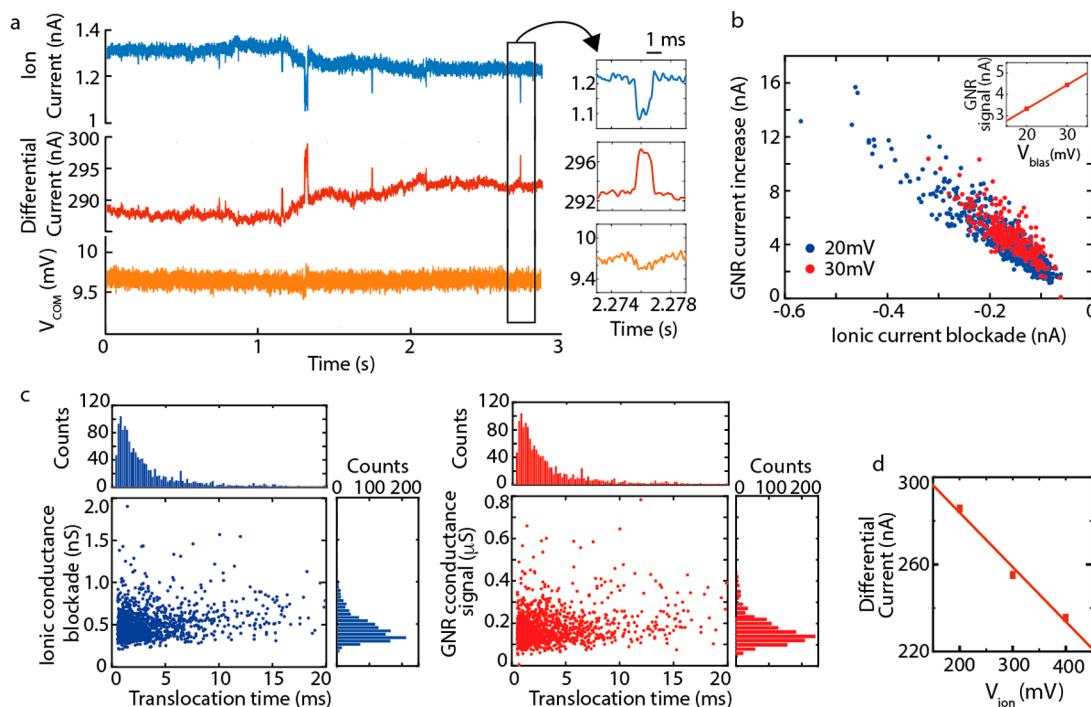 a
Ion
Current (nA)
1.4
1.2
1
Differential
Current (nA)
300
295
290
V_COM (mV)
10
9.5
0
1
2
3
Time (s)
1 ms
1.2
1.1
296
292
10
9.4
2.274
2.278
Time (s)
b
GNR current increase (nA)
16
12
8
4
0
-0.6
-0.4
-0.2
0
Ionic current blockade (nA)
20mV
30mV
GNR
signal (nA)
5
4
3
20
30
V_bias(mV)
c
Counts
120
80
40
0
Counts
0
100
200
Ionic conductance
blockade (nS)
2.0
1.5
1.0
0.5
0
0
5
10
15
20
Translocation time (ms)
Counts
120
80
40
0
Counts
0
100
200
GNR cconductance
signal (μS)
0.8
0.6
0.4
0.2
0
0
5
10
15
20
Translocation time (ms)
d
Differential
Current (nA)
300
260
220
200
300
400
V_ion (mV)